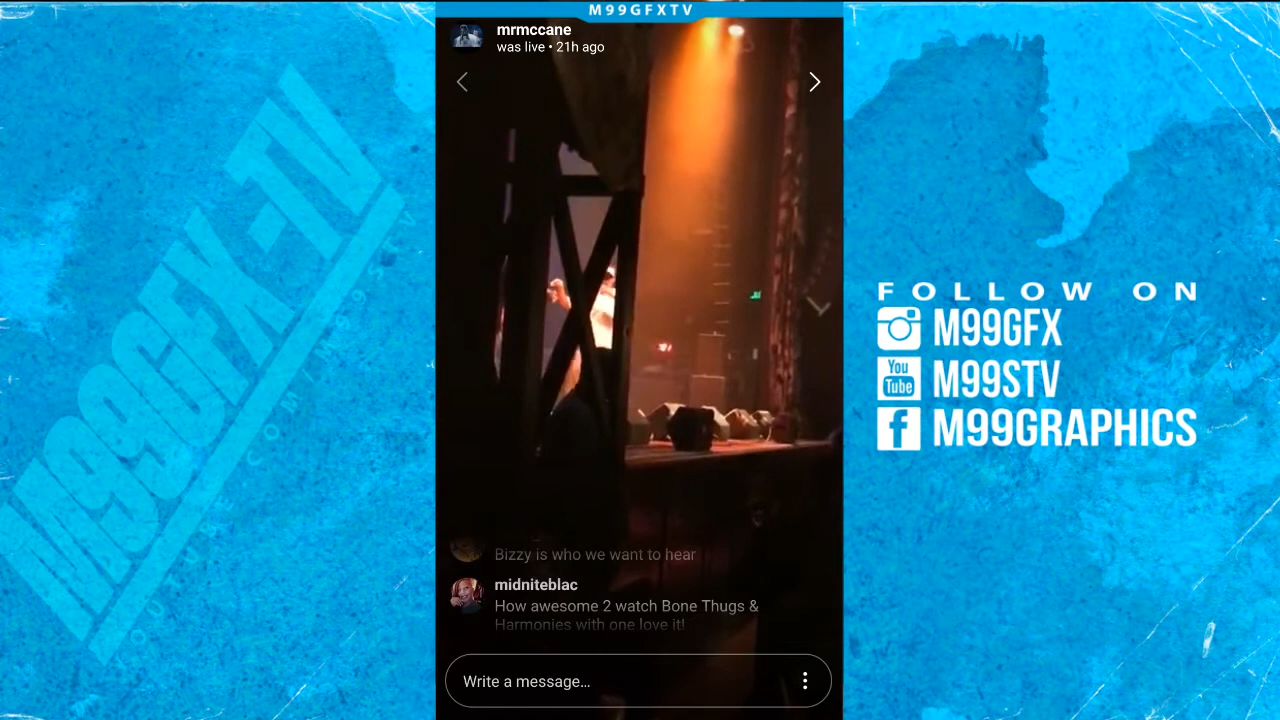 M99GFXTV
mrmccane
was live • 21h ago
M99GFX-TV
FOLLOW ON
M99GFX
You
Tube
M99STV
f M99GRAPHICS
Bizzy is who we want to hear
midniteblac
How awesome 2 watch Bone Thugs &
Harmonies with one love it!
Write a message...